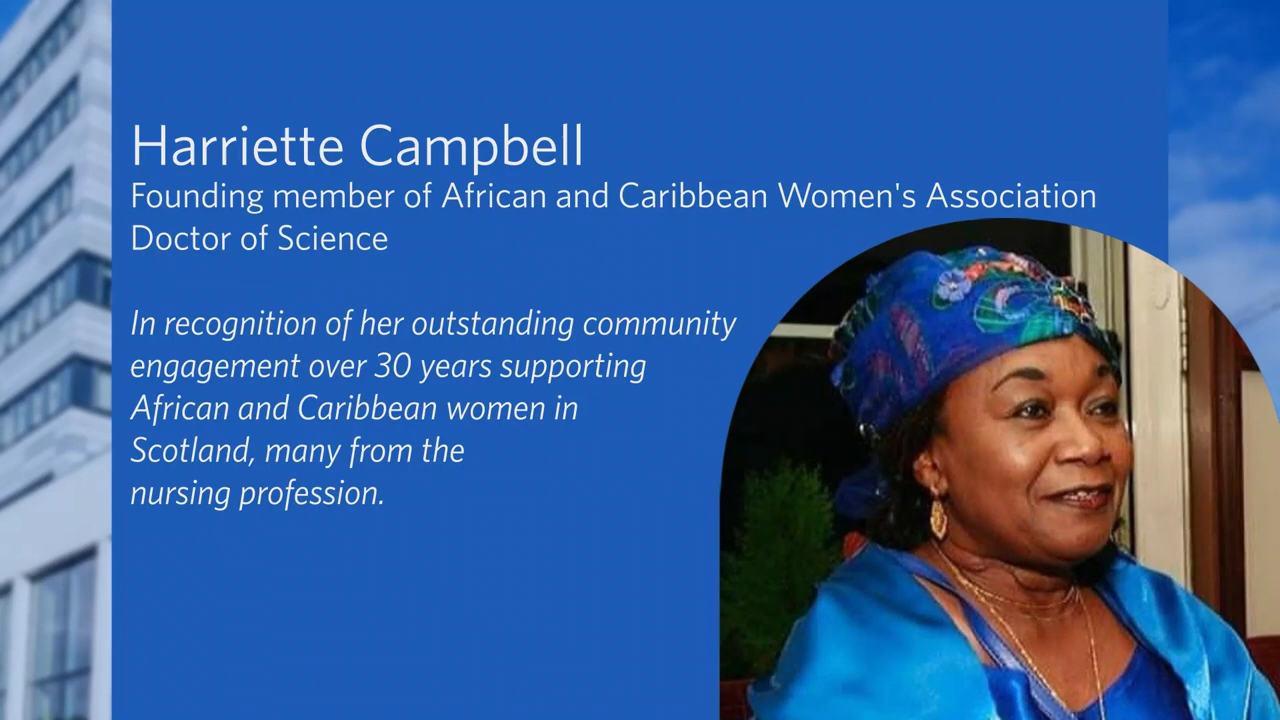 Harriette Campbell
Founding member of African and Caribbean Women's Association
Doctor of Science
In recognition of her outstanding community
engagement over 30 years supporting
African and Caribbean women in
Scotland, many from the
nursing profession.